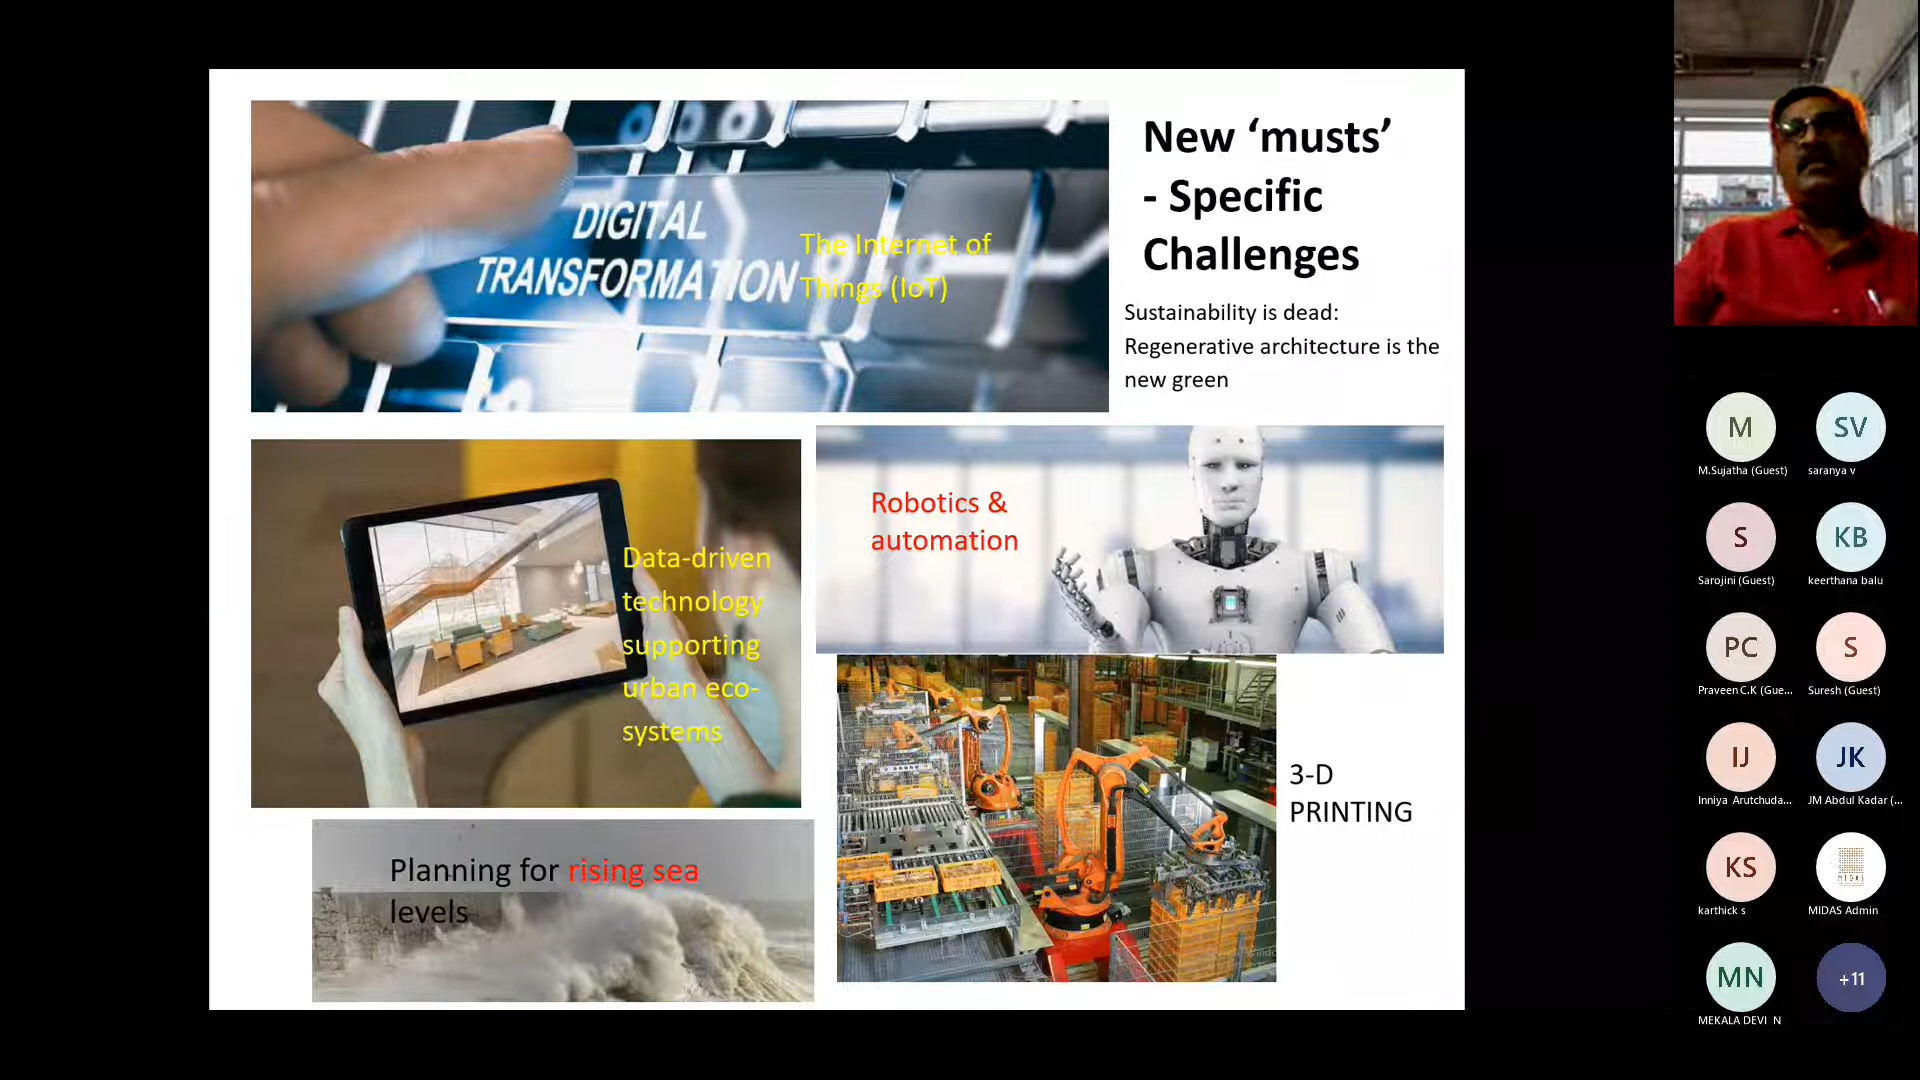 DIGITAL
TRANSFORMATION
The Internet of
Things (IoT)
New ‘musts’
- Specific
Challenges
Sustainability is dead:
Regenerative architecture is the
new green
Data-driven
technology
supporting
urban eco-
systems
Robotics &
automation
3-D
PRINTING
Planning for rising sea
levels
M
M.Sujatha (Guest)
SV
saranya v
S
Sarojini (Guest)
KB
keerthana balu
PC
Praveen C.K (Gue...
S
Suresh (Guest)
IJ
Inniya Arutchuda...
JK
JM Abdul Kadar (...
KS
karthick s
MIDAS
MIDAS Admin
MN
MEKALA DEVI N
+11